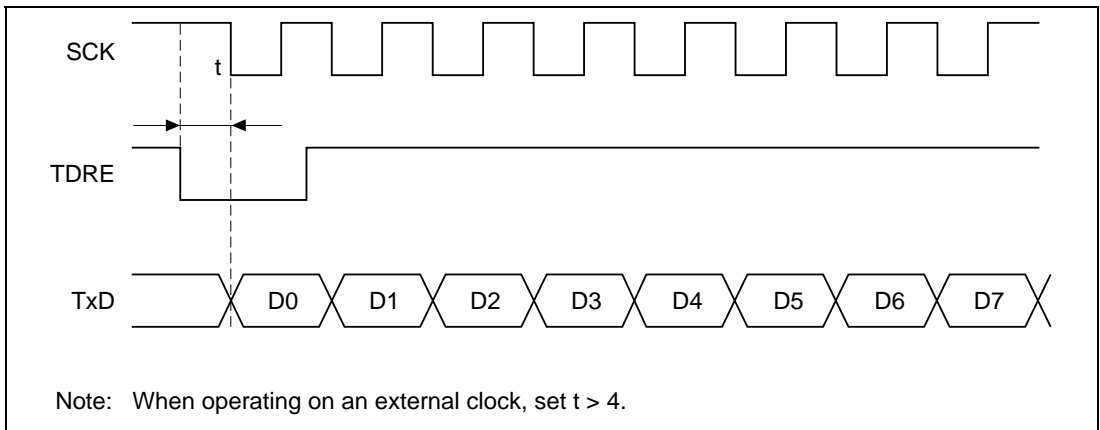 SCK
t
TDRE
TxD D0 D1 D2 D3 D4 D5 D6 D7
Note: When operating on an external clock, set t > 4.